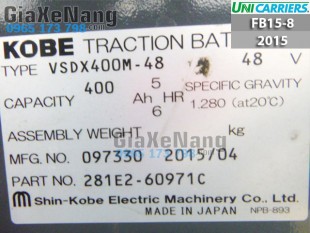 GiaXeNang
0965 173 798.com
UNICARRIERS
FB15-8
2015
KOBE TRACTION BAT
TYPE VSDX400M-48 48 V
CAPACITY 400 Ah 5/6 HR SPECIFIC GRAVITY 1.280 (at20℃)
ASSEMBLY WEIGHT kg
GiaXeNang
MFG. NO. 097330 2015/04
PART NO. 281E2-60971C
Shin-Kobe Electric Machinery Co., Ltd.
MADE IN JAPAN NPB-893